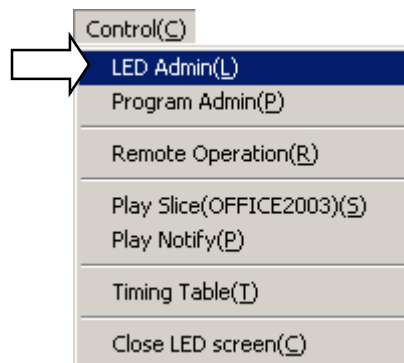 Control(C)
LED Admin(L)
Program Admin(P)
Remote Operation(R)
Play Slice(OFFICE2003)(S)
Play Notify(P)
Timing Table(T)
Close LED screen(C)